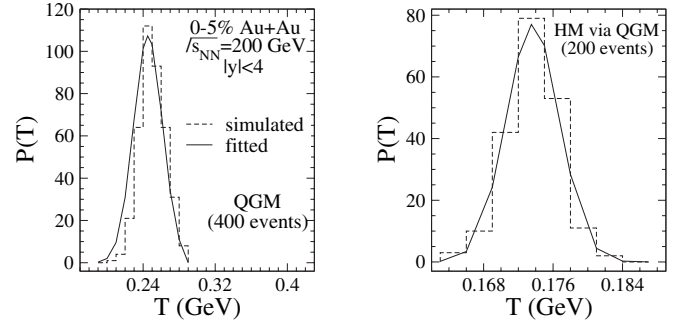 120
100
80
60
40
20
0
P(T)
0-5% Au+Au
/s_NN=200 GeV
|y|<4
simulated
fitted
QGM
(400 events)
0.24 0.32 0.4
T (GeV)
80
60
40
20
0
P(T)
HM via QGM
(200 events)
0.168 0.176 0.184
T (GeV)